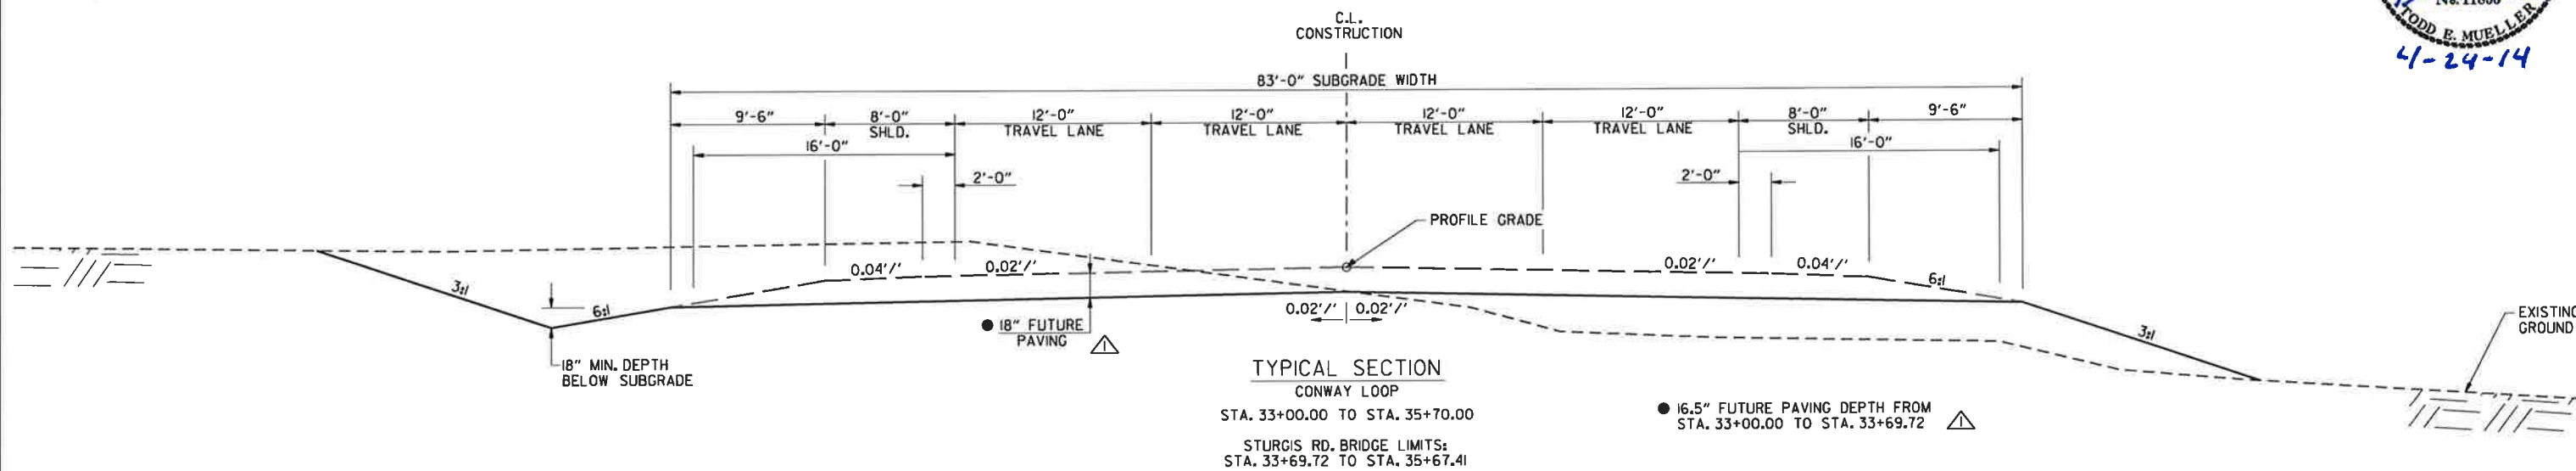 TODD E. MUELLER
4-24-14
C.L.
CONSTRUCTION
83'-0" SUBGRADE WIDTH
9'-6" 8'-0" 12'-0" 12'-0" 12'-0" 12'-0" 8'-0" 9'-6"
SHLD. TRAVEL LANE TRAVEL LANE TRAVEL LANE TRAVEL LANE SHLD.
16'-0" 16'-0"
2'-0" 2'-0"
PROFILE GRADE
0.04'/' 0.02'/' 0.02'/' 0.04'/'
3:1 6:1 6:1
0.02'/' 0.02'/'
● 18" FUTURE
PAVING 1
3:1
EXISTING
GROUND
18" MIN. DEPTH
BELOW SUBGRADE
TYPICAL SECTION
CONWAY LOOP
STA. 33+00.00 TO STA. 35+70.00
● 16.5" FUTURE PAVING DEPTH FROM
STA. 33+00.00 TO STA. 33+69.72 1
STURGIS RD. BRIDGE LIMITS:
STA. 33+69.72 TO STA. 35+67.41